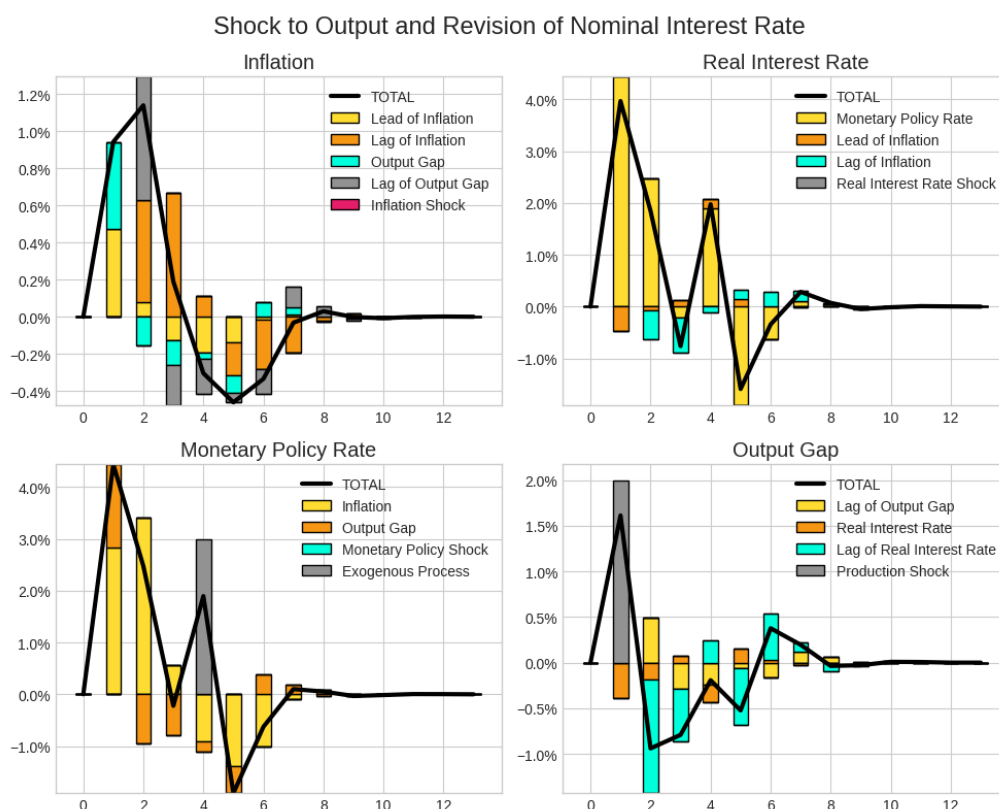 Shock to Output and Revision of Nominal Interest Rate
Inflation
1.2%
1.0%
0.8%
0.6%
0.4%
0.2%
0.0%
−0.2%
−0.4%
TOTAL
Lead of Inflation
Lag of Inflation
Output Gap
Lag of Output Gap
Inflation Shock
0 2 4 6 8 10 12
Real Interest Rate
4.0%
3.0%
2.0%
1.0%
0.0%
−1.0%
TOTAL
Monetary Policy Rate
Lead of Inflation
Lag of Inflation
Real Interest Rate Shock
0 2 4 6 8 10 12
Monetary Policy Rate
4.0%
3.0%
2.0%
1.0%
0.0%
−1.0%
TOTAL
Inflation
Output Gap
Monetary Policy Shock
Exogenous Process
0 2 4 6 8 10 12
Output Gap
2.0%
1.5%
1.0%
0.5%
0.0%
−0.5%
−1.0%
TOTAL
Lag of Output Gap
Real Interest Rate
Lag of Real Interest Rate
Production Shock
0 2 4 6 8 10 12